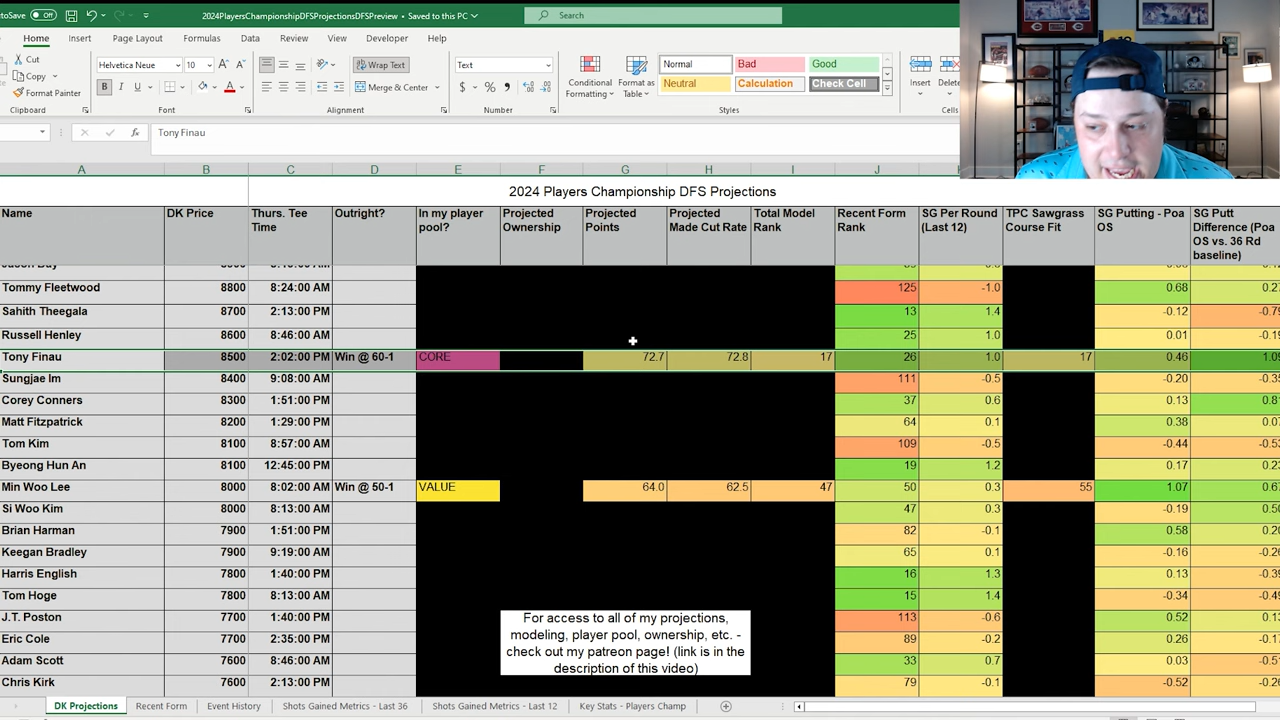 AutoSave Off 2024PlayersChampionshipDFSProjectionsDFSPreview • Saved to this PC Search
Home Insert Page Layout Formulas Data Review View Developer Help
Cut
Copy
Format Painter
Clipboard
Helvetica Neue 10
B I U
Font
Wrap Text
Merge & Center
Alignment
Text
$ %
Number
Conditional Formatting
Format as Table
Normal Bad Good
Neutral Calculation Check Cell
Styles
Insert Delete
Cells
fx Tony Finau
A B C D E F G H I J K L M N
2024 Players Championship DFS Projections
Name DK Price Thurs. Tee Time Outright? In my player pool? Projected Ownership Projected Points Projected Made Cut Rate Total Model Rank Recent Form Rank SG Per Round (Last 12) TPC Sawgrass Course Fit SG Putting - Poa OS SG Putt Difference (Poa OS vs. 36 Rd baseline)
Tommy Fleetwood 8800 8:24:00 AM 125 -1.0 0.68
Sahith Theegala 8700 2:13:00 PM 13 1.4 -0.12
Russell Henley 8600 8:46:00 AM 25 1.0 0.01
Tony Finau 8500 2:02:00 PM Win @ 60-1 CORE 72.7 72.8 17 26 1.0 17 0.46
Sungjae Im 8400 9:08:00 AM 111 -0.5 -0.20
Corey Conners 8300 1:51:00 PM 37 0.6 0.13
Matt Fitzpatrick 8200 1:29:00 PM 64 0.1 0.38
Tom Kim 8100 8:57:00 AM 109 -0.5 -0.44
Byeong Hun An 8100 12:45:00 PM 19 1.2 0.17
Min Woo Lee 8000 8:02:00 AM Win @ 50-1 VALUE 64.0 62.5 47 50 0.3 55 1.07
Si Woo Kim 8000 8:13:00 AM 47 0.3 -0.19
Brian Harman 7900 1:51:00 PM 82 -0.1 0.58
Keegan Bradley 7900 9:19:00 AM 65 0.1 -0.16
Harris English 7800 1:40:00 PM 16 1.3 0.13
Tom Hoge 7800 8:13:00 AM 15 1.4 -0.34
J.T. Poston 7700 1:40:00 PM 113 -0.6 0.52
Eric Cole 7700 2:35:00 PM 89 -0.2 0.26
Adam Scott 7600 8:46:00 AM 33 0.7 0.03
Chris Kirk 7600 2:13:00 PM 79 -0.1 -0.52
For access to all of my projections,
modeling, player pool, ownership, etc. -
check out my patreon page! (link is in the
description of this video)
DK Projections Recent Form Event History Shots Gained Metrics - Last 36 Shots Gained Metrics - Last 12 Key Stats - Players Champ